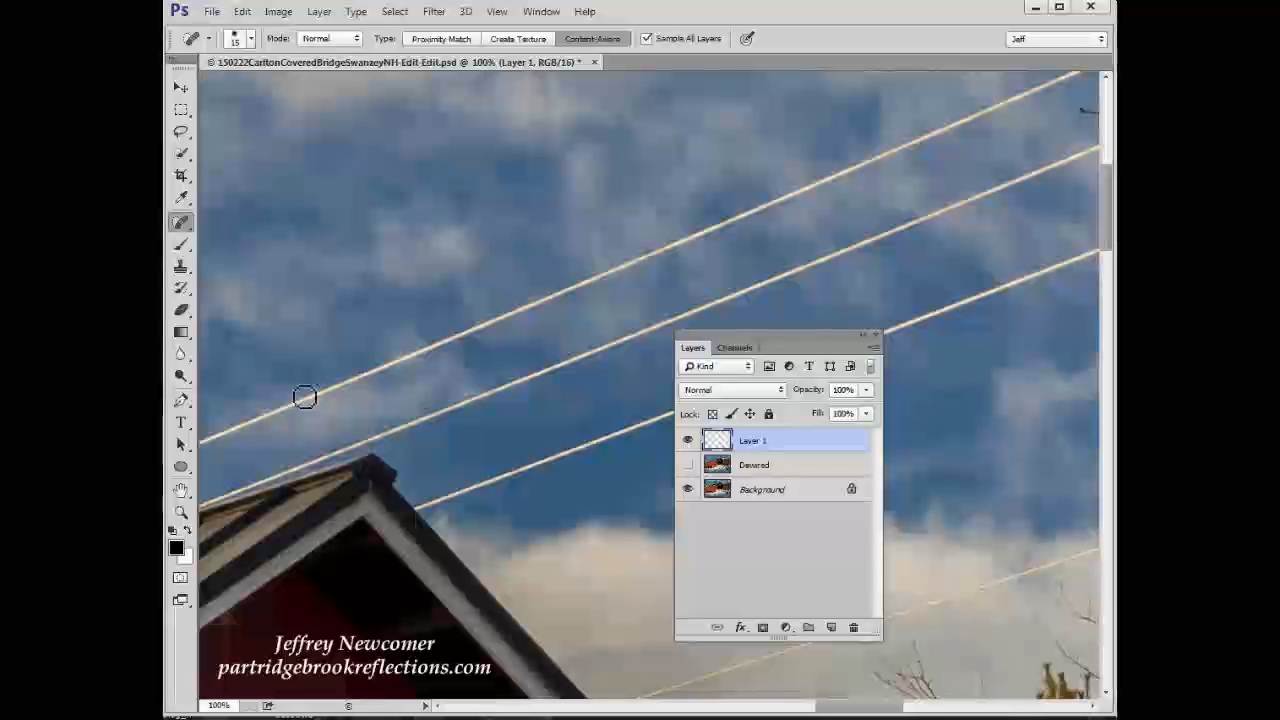 Ps File Edit Image Layer Type Select Filter 3D View Window Help
15 Mode: Normal Type: Proximity Match Create Texture Content-Aware Sample All Layers Jeff
© 150222CarltonCoveredBridgeSwanzeyNH-Edit-Edit.psd @ 100% (Layer 1, RGB/16) * ×
Layers Channels
Kind
Normal Opacity: 100%
Lock: Fill: 100%
Layer 1
Dewired
Background
fx
Jeffrey Newcomer
partridgebrookreflections.com
100%